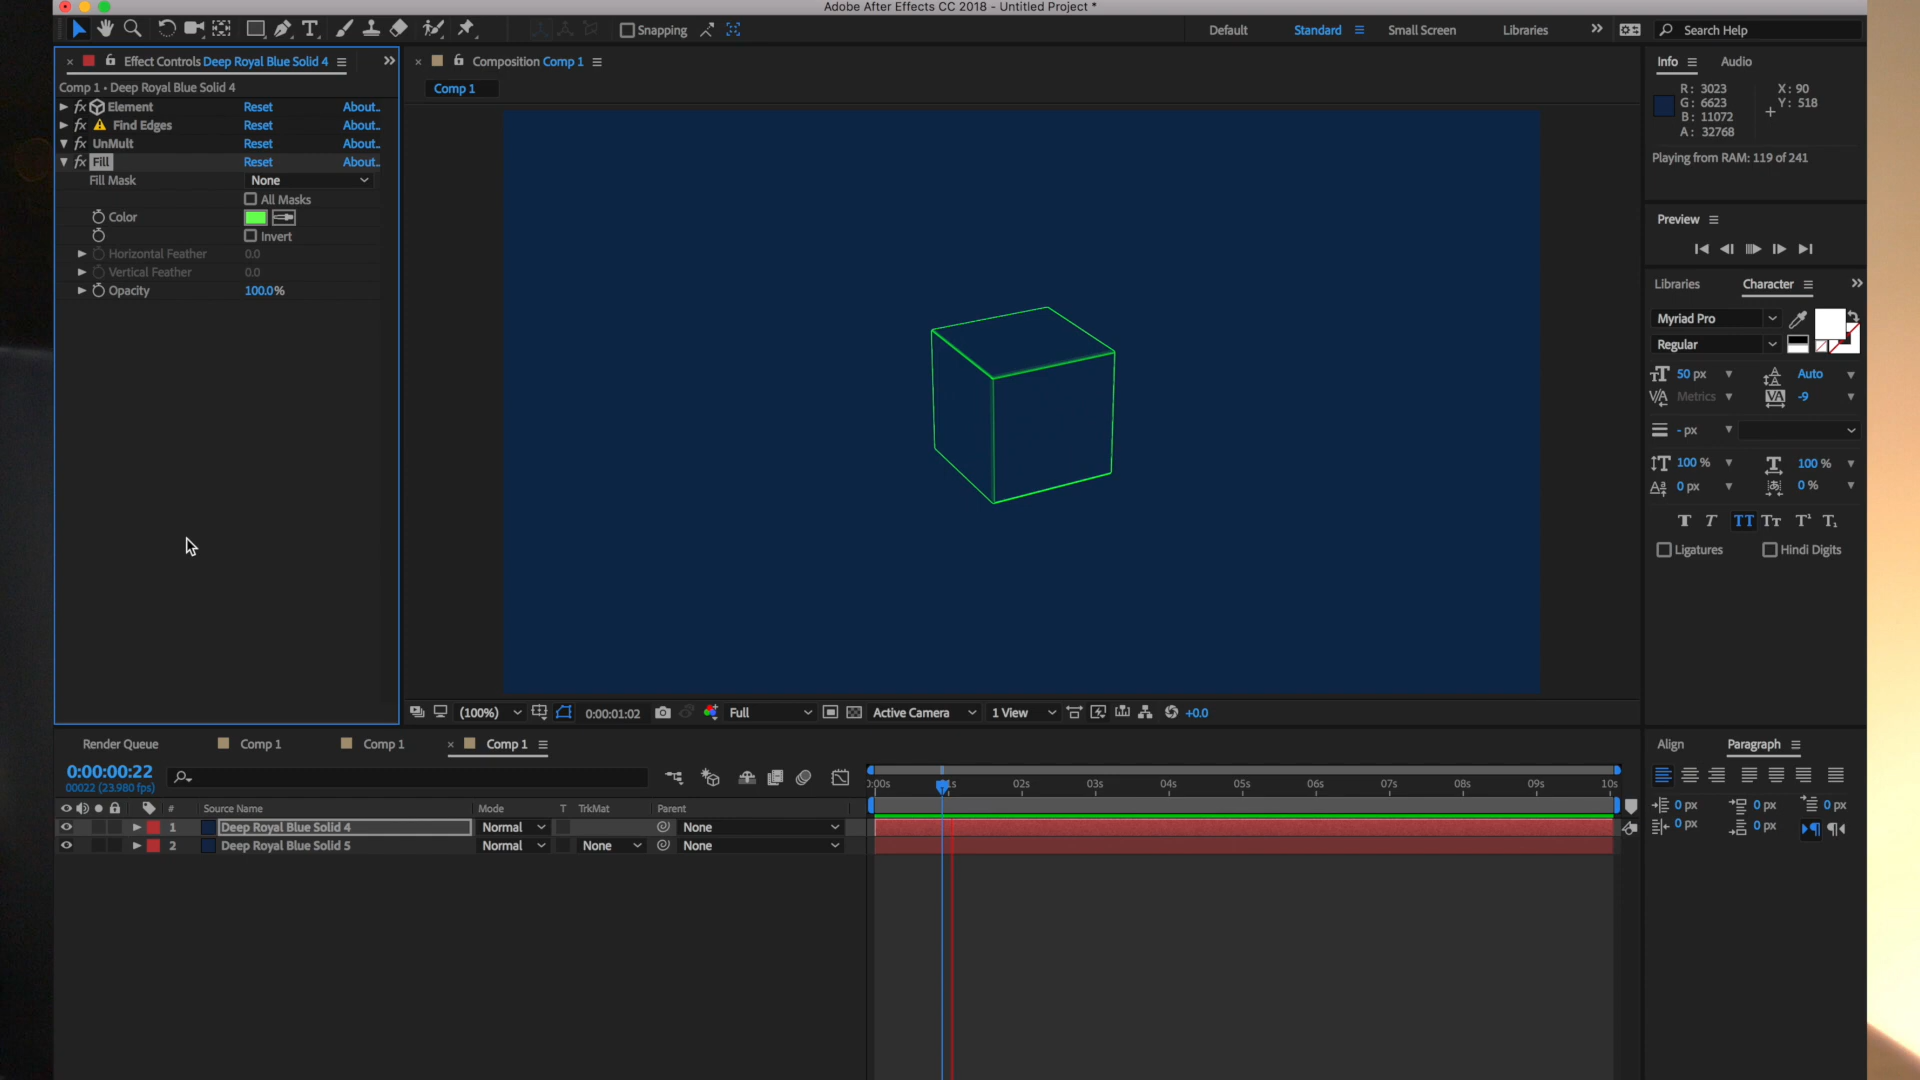 Adobe After Effects CC 2018 - Untitled Project *
Snapping
Default
Standard
Small Screen
Libraries
Search Help
Effect Controls Deep Royal Blue Solid 4
Comp 1 • Deep Royal Blue Solid 4
fx Element Reset About..
fx Find Edges Reset About..
fx UnMult Reset About..
fx Fill Reset About..
Fill Mask None
All Masks
Color
Invert
Horizontal Feather 0.0
Vertical Feather 0.0
Opacity 100.0%
Composition Comp 1
Comp 1
(100%) 0:00:01:02 Full Active Camera 1 View +0.0
Info Audio
R: 3023 X: 90
G: 6623 Y: 518
B: 11072
A: 32768
Playing from RAM: 119 of 241
Preview
Libraries Character
Myriad Pro
Regular
50 px Auto
Metrics -9
- px
100 % 100 %
0 px 0 %
T T TT Tt T¹ T₁
Ligatures Hindi Digits
Render Queue Comp 1 Comp 1 Comp 1
0:00:00:22
00022 (23.980 fps)
# Source Name Mode T TrkMat Parent
1 Deep Royal Blue Solid 4 Normal None
2 Deep Royal Blue Solid 5 Normal None None
02s 03s 04s 05s 06s 07s 08s 09s 10s
Align Paragraph
0 px 0 px 0 px
0 px 0 px